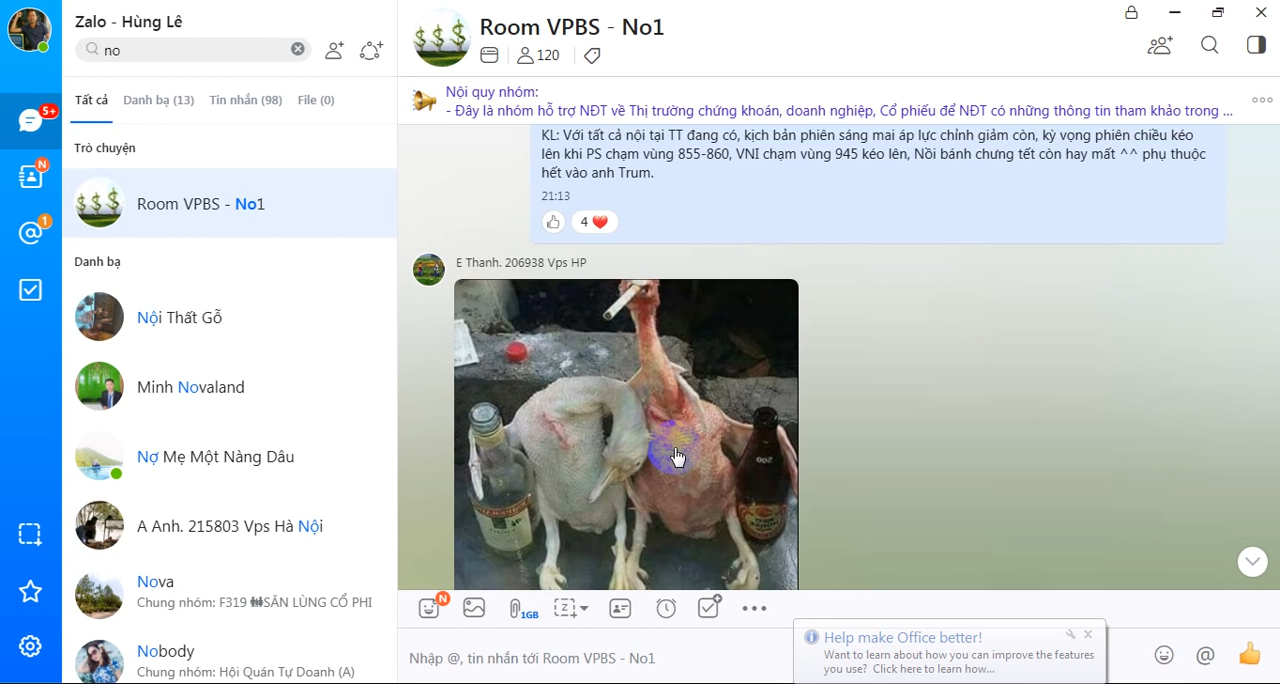 Zalo - Hùng Lê
no
Tất cả
Danh bạ (13)
Tin nhắn (98)
File (0)
Trò chuyện
Room VPBS - No1
Danh bạ
Nội Thất Gỗ
Minh Novaland
Nợ Mẹ Một Nàng Dâu
A Anh. 215803 Vps Hà Nội
Nova
Chung nhóm: F319 SĂN LÙNG CỔ PHI
Nobody
Chung nhóm: Hội Quán Tự Doanh (A)
5+
N
1
Room VPBS - No1
120
Nội quy nhóm:
- Đây là nhóm hỗ trợ NĐT về Thị trường chứng khoán, doanh nghiệp, Cổ phiếu để NĐT có những thông tin tham khảo trong ...
KL: Với tất cả nội tại TT đang có, kịch bản phiên sáng mai áp lực chỉnh giảm còn, kỳ vọng phiên chiều kéo
lên khi PS chạm vùng 855-860, VNI chạm vùng 945 kéo lên, Nồi bánh chưng tết còn hay mất ^^ phụ thuộc
hết vào anh Trum.
21:13
4
E Thanh. 206938 Vps HP
N
1GB
Z
Nhập @, tin nhắn tới Room VPBS - No1
Help make Office better!
Want to learn about how you can improve the features
you use? Click here to learn how...